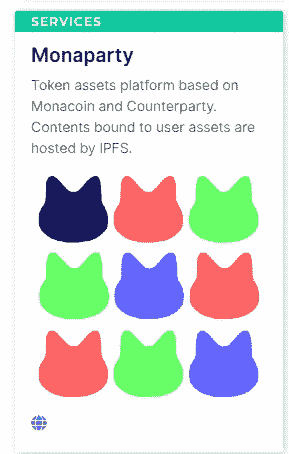 SERVICES
Monaparty
Token assets platform based on
Monacoin and Counterparty.
Contents bound to user assets are
hosted by IPFS.